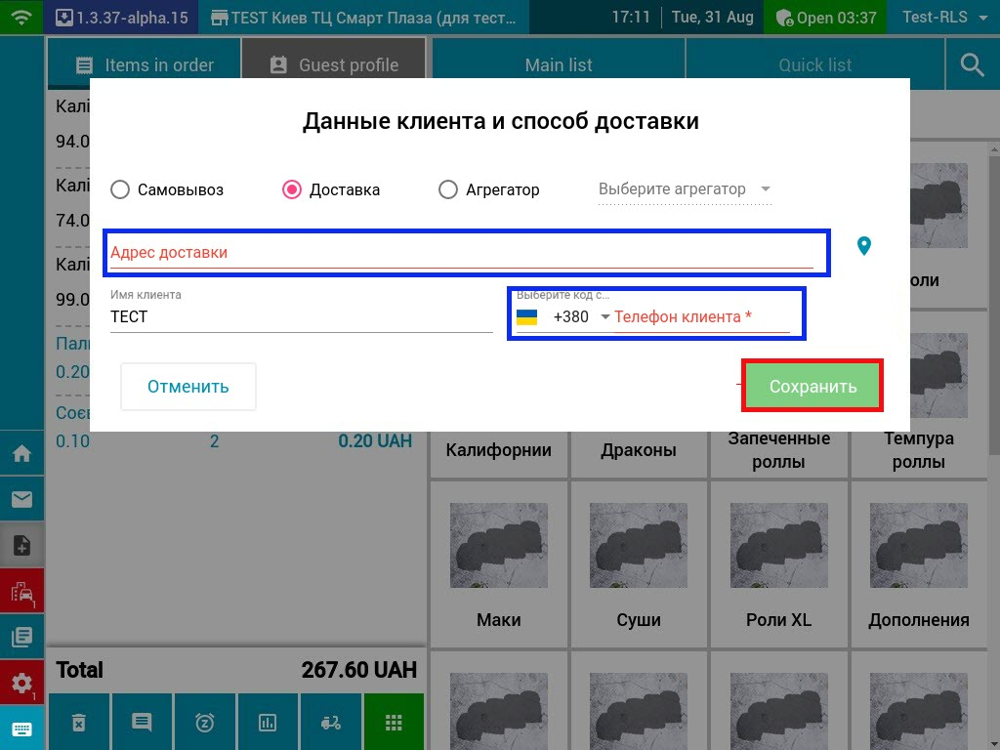 1.3.37-alpha.15
TEST Киев ТЦ Смарт Плаза (для тест...
17:11
Tue, 31 Aug
Open 03:37
Test-RLS
Items in order
Guest profile
Main list
Quick list
Калі
94.0
Калі
74.0
Калі
99.0
Пал
0.20
Соєв
0.10 2 0.20 UAH
Данные клиента и способ доставки
Самовывоз
Доставка
Агрегатор
Выберите агрегатор
Адрес доставки
Имя клиента
ТЕСТ
Выберите код с...
+380
Телефон клиента *
Отменить
Сохранить
оли
Калифорнии
Драконы
Запеченные
роллы
Темпура
роллы
Маки
Суши
Роли XL
Дополнения
Total 267.60 UAH
1
1